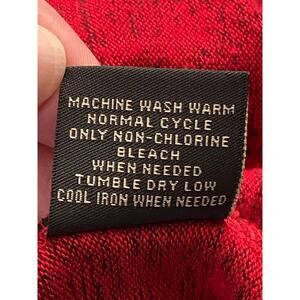 MACHINE WASH WARM
NORMAL CYCLE
ONLY NON-CHLORINE
BLEACH
WHEN NEEDED
TUMBLE DRY LOW
COOL IRON WHEN NEEDED